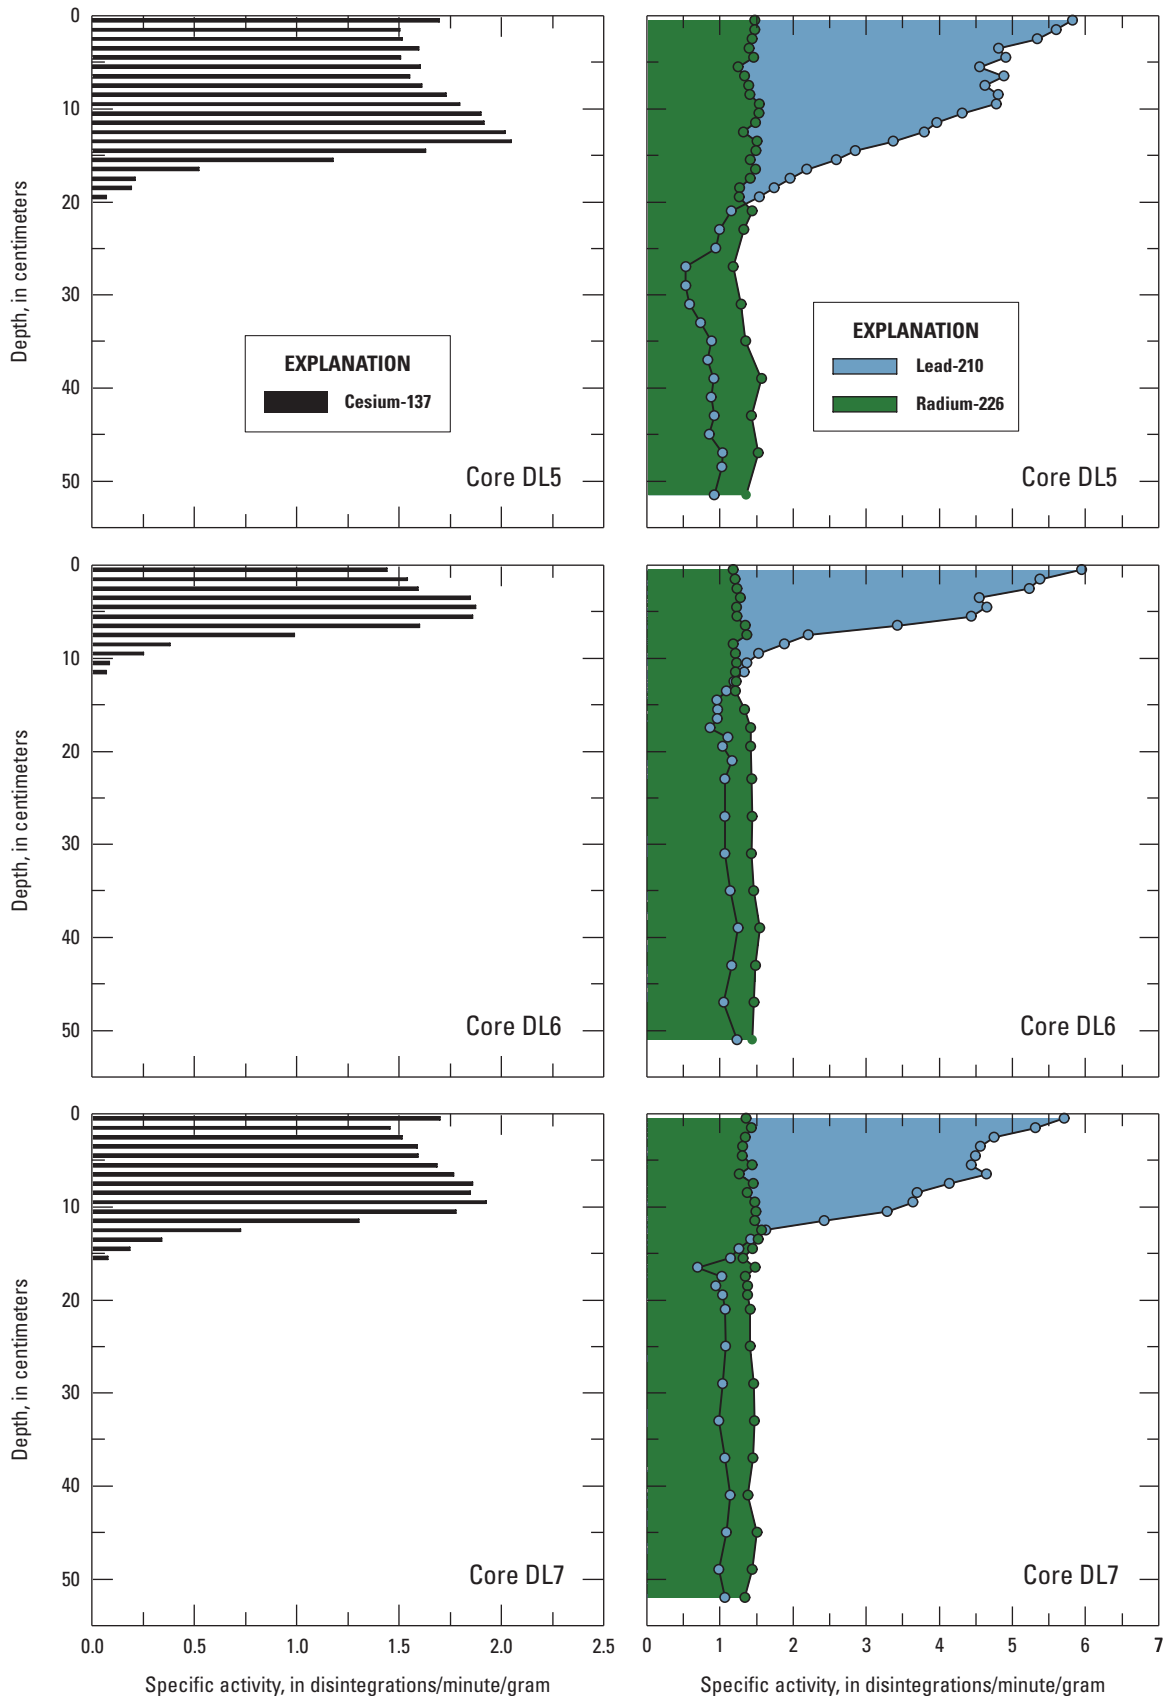 0
10
20
30
40
50
Depth, in centimeters
EXPLANATION
Cesium-137
Core DL5
EXPLANATION
Lead-210
Radium-226
Core DL5
0
10
20
30
40
50
Depth, in centimeters
Core DL6
Core DL6
0
10
20
30
40
50
Depth, in centimeters
Core DL7
Core DL7
0.0 0.5 1.0 1.5 2.0 2.5
Specific activity, in disintegrations/minute/gram
0 1 2 3 4 5 6 7
Specific activity, in disintegrations/minute/gram